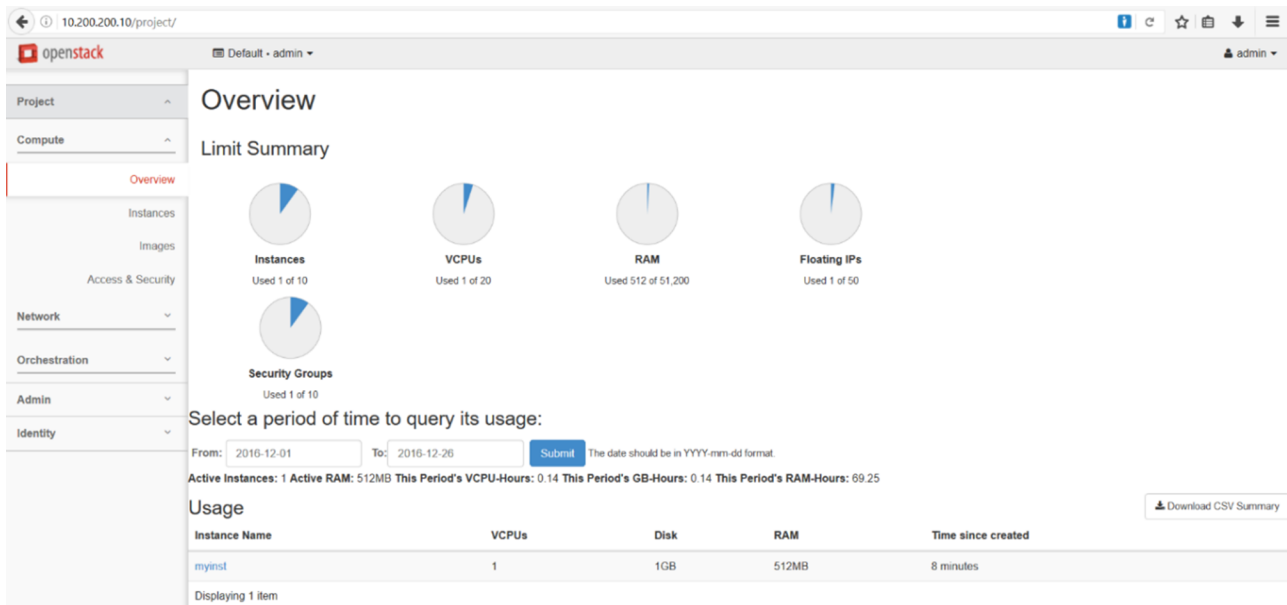 10.200.200.10/project/
openstack Default • admin admin
Project
Compute
Overview
Instances
Images
Access & Security
Network
Orchestration
Admin
Identity
Overview
Limit Summary
Instances
Used 1 of 10
VCPUs
Used 1 of 20
RAM
Used 512 of 51,200
Floating IPs
Used 1 of 50
Security Groups
Used 1 of 10
Select a period of time to query its usage:
From: 2016-12-01 To: 2016-12-26 Submit The date should be in YYYY-mm-dd format.
Active Instances: 1 Active RAM: 512MB This Period's VCPU-Hours: 0.14 This Period's GB-Hours: 0.14 This Period's RAM-Hours: 69.25
Usage Download CSV Summary
Instance Name VCPUs Disk RAM Time since created
myinst 1 1GB 512MB 8 minutes
Displaying 1 item